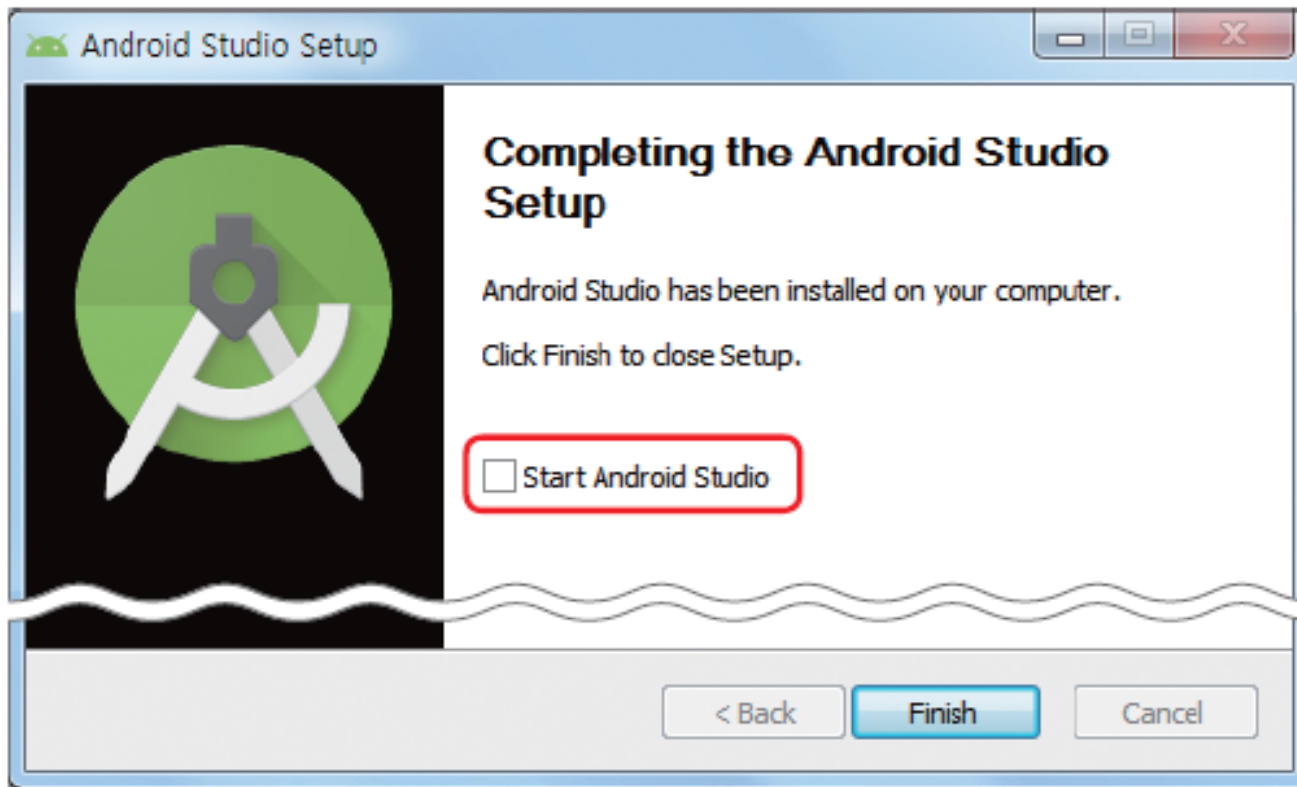 Android Studio Setup
Completing the Android Studio
Setup
Android Studio has been installed on your computer.
Click Finish to close Setup.
Start Android Studio
< Back
Finish
Cancel